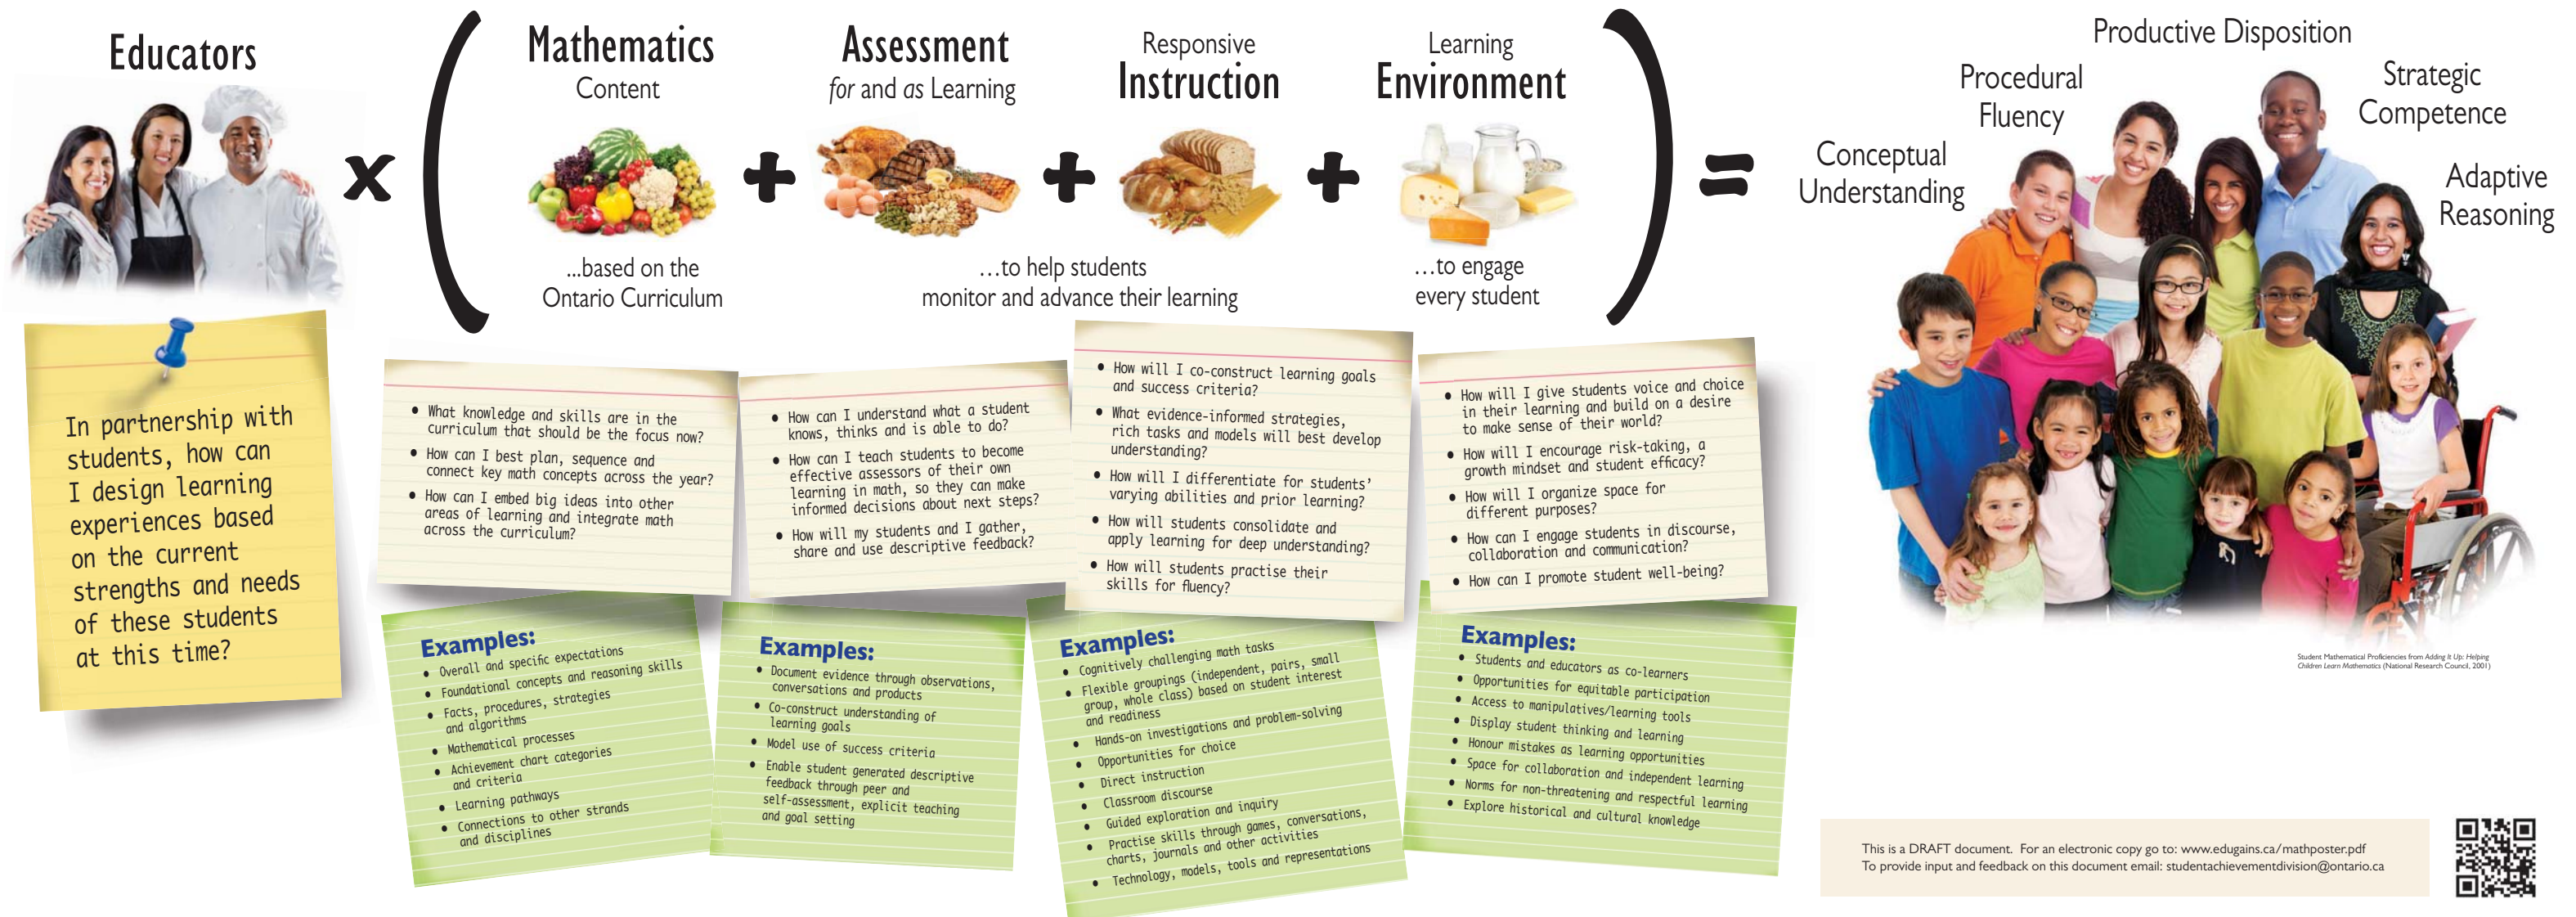 Educators
x
(
Mathematics
Content
+
Assessment
for and as Learning
+
Responsive
Instruction
+
Learning
Environment
)
=
...based on the
Ontario Curriculum
…to help students
monitor and advance their learning
…to engage
every student
Productive Disposition
Procedural
Fluency
Strategic
Competence
Conceptual
Understanding
Adaptive
Reasoning
In partnership with
students, how can
I design learning
experiences based
on the current
strengths and needs
of these students
at this time?
• What knowledge and skills are in the
curriculum that should be the focus now?
• How can I best plan, sequence and
connect key math concepts across the year?
• How can I embed big ideas into other
areas of learning and integrate math
across the curriculum?
• How can I understand what a student
knows, thinks and is able to do?
• How can I teach students to become
effective assessors of their own
learning in math, so they can make
informed decisions about next steps?
• How will my students and I gather,
share and use descriptive feedback?
• How will I co-construct learning goals
and success criteria?
• What evidence-informed strategies,
rich tasks and models will best develop
understanding?
• How will I differentiate for students’
varying abilities and prior learning?
• How will students consolidate and
apply learning for deep understanding?
• How will students practise their
skills for fluency?
• How will I give students voice and choice
in their learning and build on a desire
to make sense of their world?
• How will I encourage risk-taking, a
growth mindset and student efficacy?
• How will I organize space for
different purposes?
• How can I engage students in discourse,
collaboration and communication?
• How can I promote student well-being?
Examples:
• Overall and specific expectations
• Foundational concepts and reasoning skills
• Facts, procedures, strategies
and algorithms
• Mathematical processes
• Achievement chart categories
and criteria
• Learning pathways
• Connections to other strands
and disciplines
Examples:
• Document evidence through observations,
conversations and products
• Co-construct understanding of
learning goals
• Model use of success criteria
• Enable student generated descriptive
feedback through peer and
self-assessment, explicit teaching
and goal setting
Examples:
• Cognitively challenging math tasks
• Flexible groupings (independent, pairs, small
group, whole class) based on student interest
and readiness
• Hands-on investigations and problem-solving
• Opportunities for choice
• Direct instruction
• Classroom discourse
• Guided exploration and inquiry
• Practise skills through games, conversations,
charts, journals and other activities
• Technology, models, tools and representations
Examples:
• Students and educators as co-learners
• Opportunities for equitable participation
• Access to manipulatives/learning tools
• Display student thinking and learning
• Honour mistakes as learning opportunities
• Space for collaboration and independent learning
• Norms for non-threatening and respectful learning
• Explore historical and cultural knowledge
Student Mathematical Proficiencies from Adding It Up: Helping
Children Learn Mathematics (National Research Council, 2001)
This is a DRAFT document. For an electronic copy go to: www.edugains.ca/mathposter.pdf
To provide input and feedback on this document email: studentachievementdivision@ontario.ca